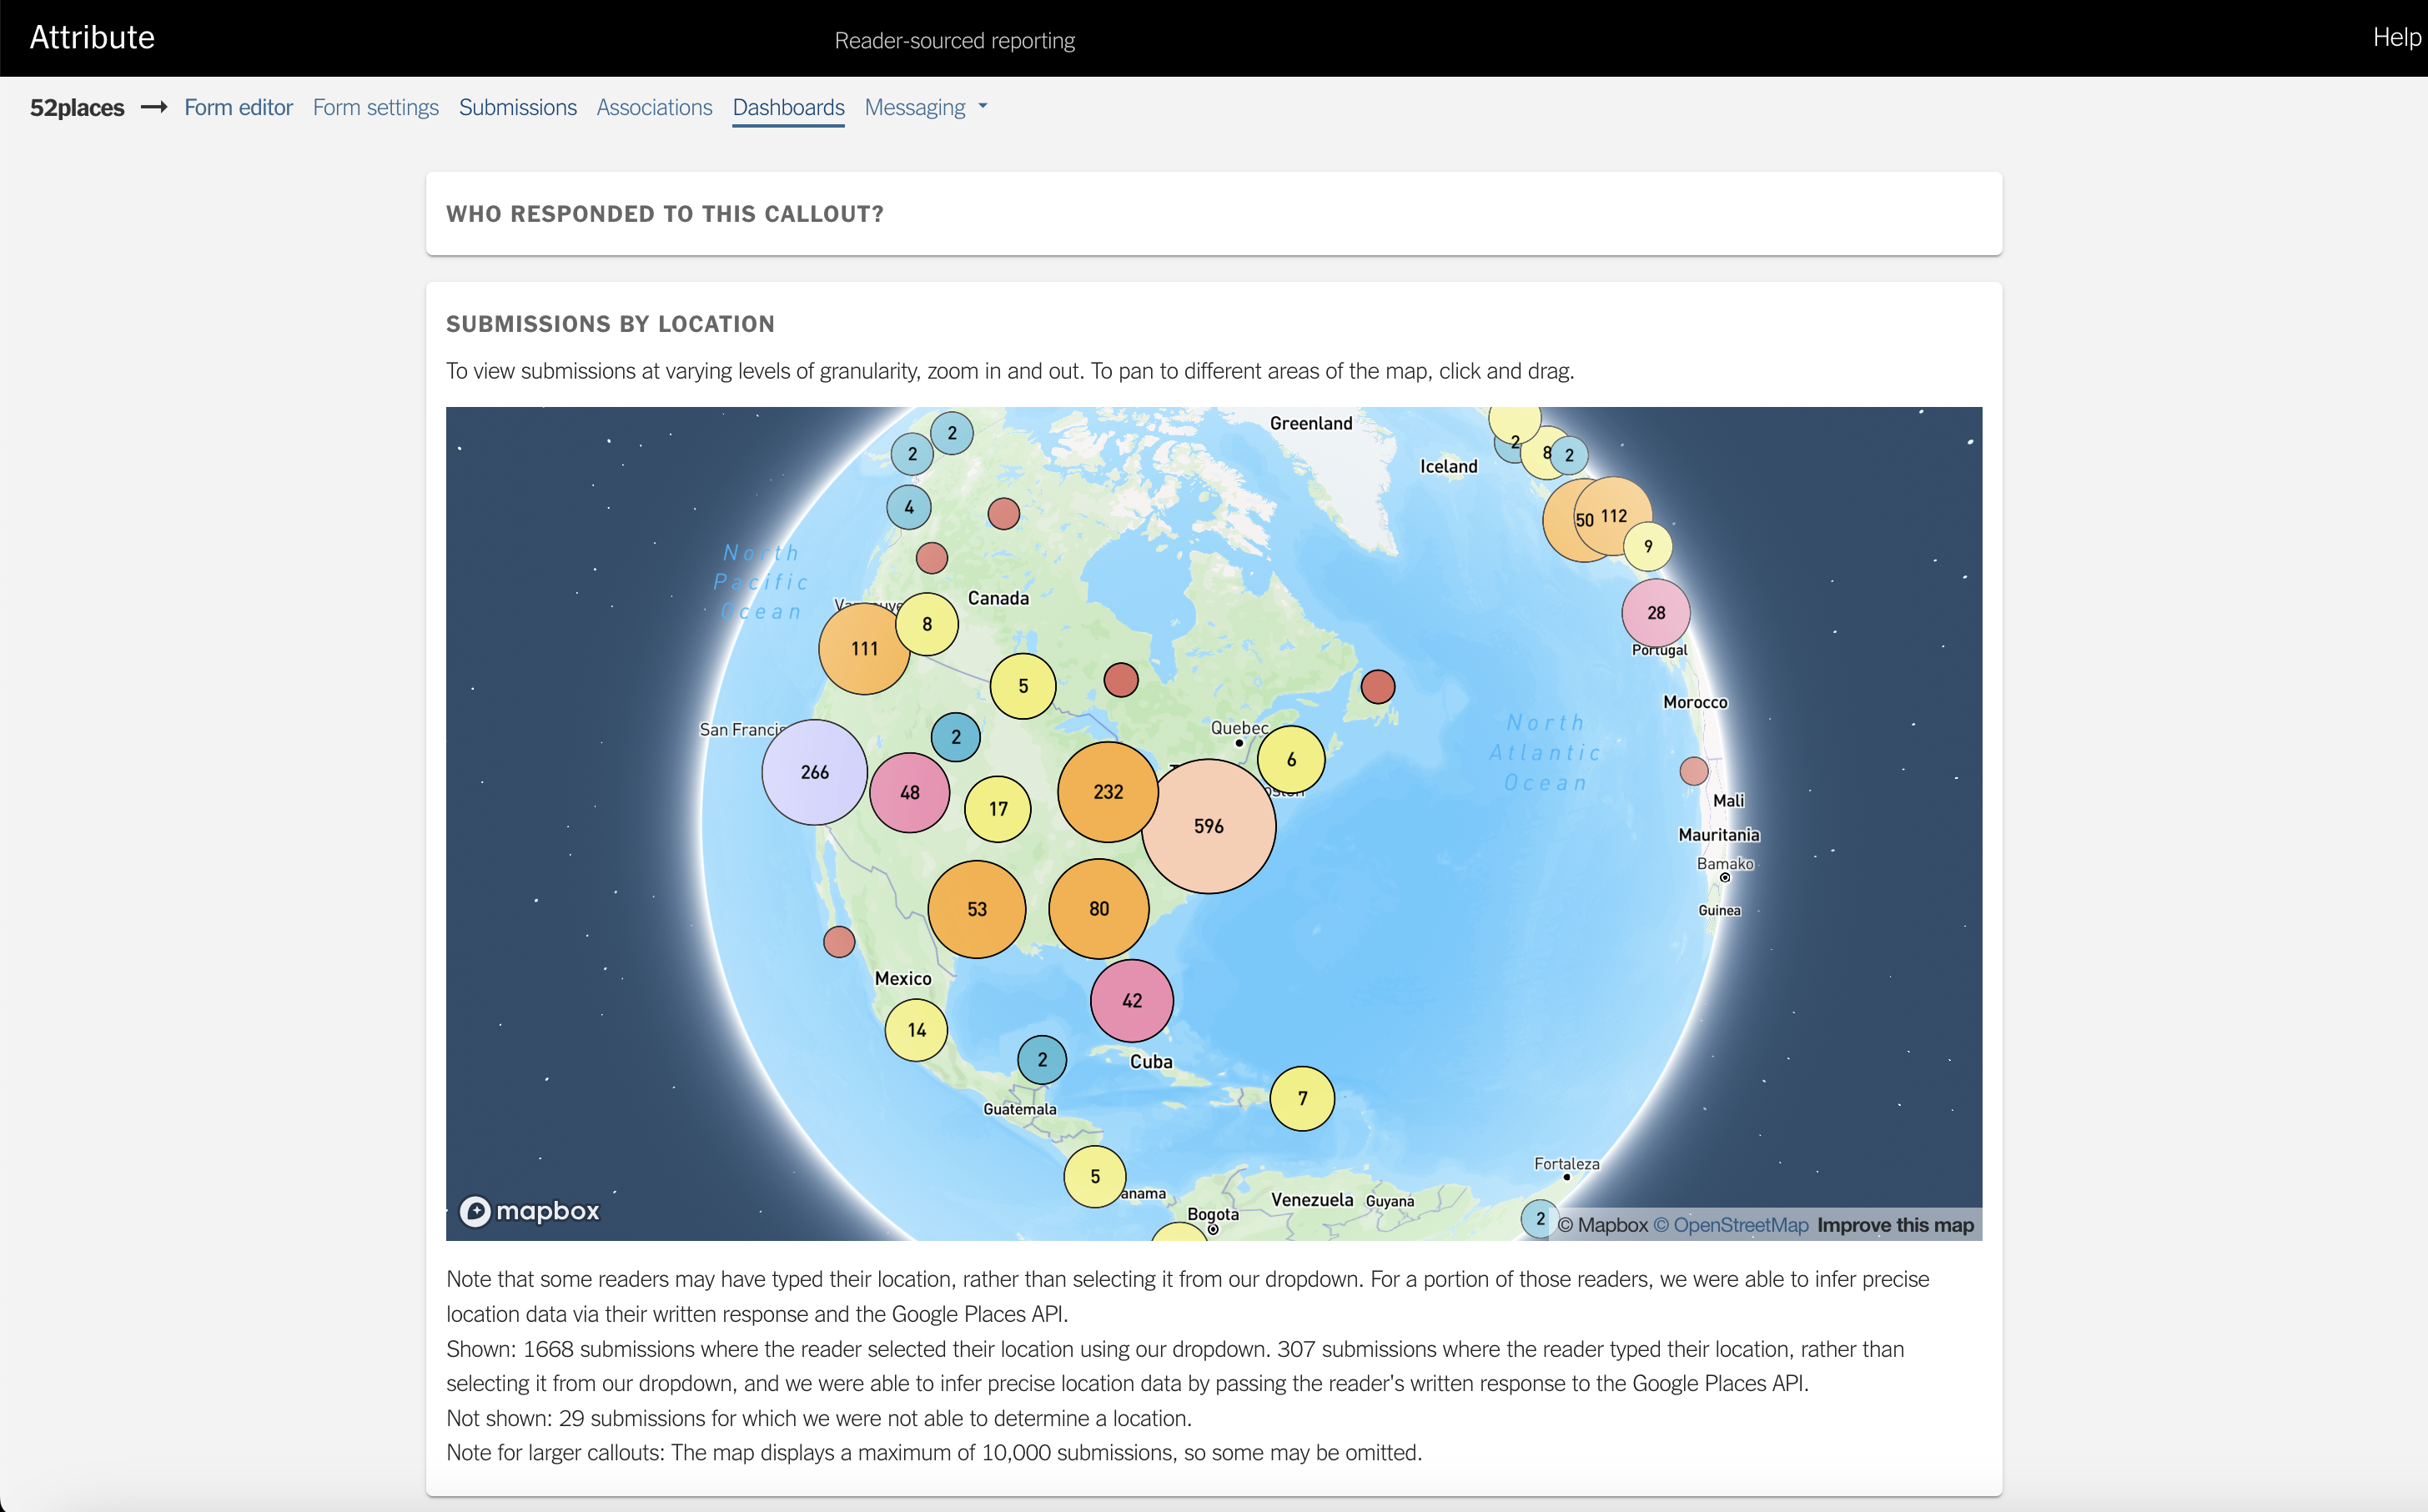 Attribute
Reader-sourced reporting
Help
52places → Form editor Form settings Submissions Associations Dashboards Messaging
WHO RESPONDED TO THIS CALLOUT?
SUBMISSIONS BY LOCATION
To view submissions at varying levels of granularity, zoom in and out. To pan to different areas of the map, click and drag.
Greenland
2
2
2
8
2
Iceland
4
50
112
9
North
Pacific
Ocean
Canada
8
111
28
Portugal
5
Morocco
San Francis
2
Quebec
North
Atlantic
Ocean
6
266
48
17
232
596
Mali
Mauritania
Bamako
Guinea
53
80
Mexico
42
14
2
Cuba
7
Guatemala
5
anama
Fortaleza
Venezuela
Guyana
Bogota
2
mapbox
© Mapbox © OpenStreetMap Improve this map
Note that some readers may have typed their location, rather than selecting it from our dropdown. For a portion of those readers, we were able to infer precise
location data via their written response and the Google Places API.
Shown: 1668 submissions where the reader selected their location using our dropdown. 307 submissions where the reader typed their location, rather than
selecting it from our dropdown, and we were able to infer precise location data by passing the reader's written response to the Google Places API.
Not shown: 29 submissions for which we were not able to determine a location.
Note for larger callouts: The map displays a maximum of 10,000 submissions, so some may be omitted.